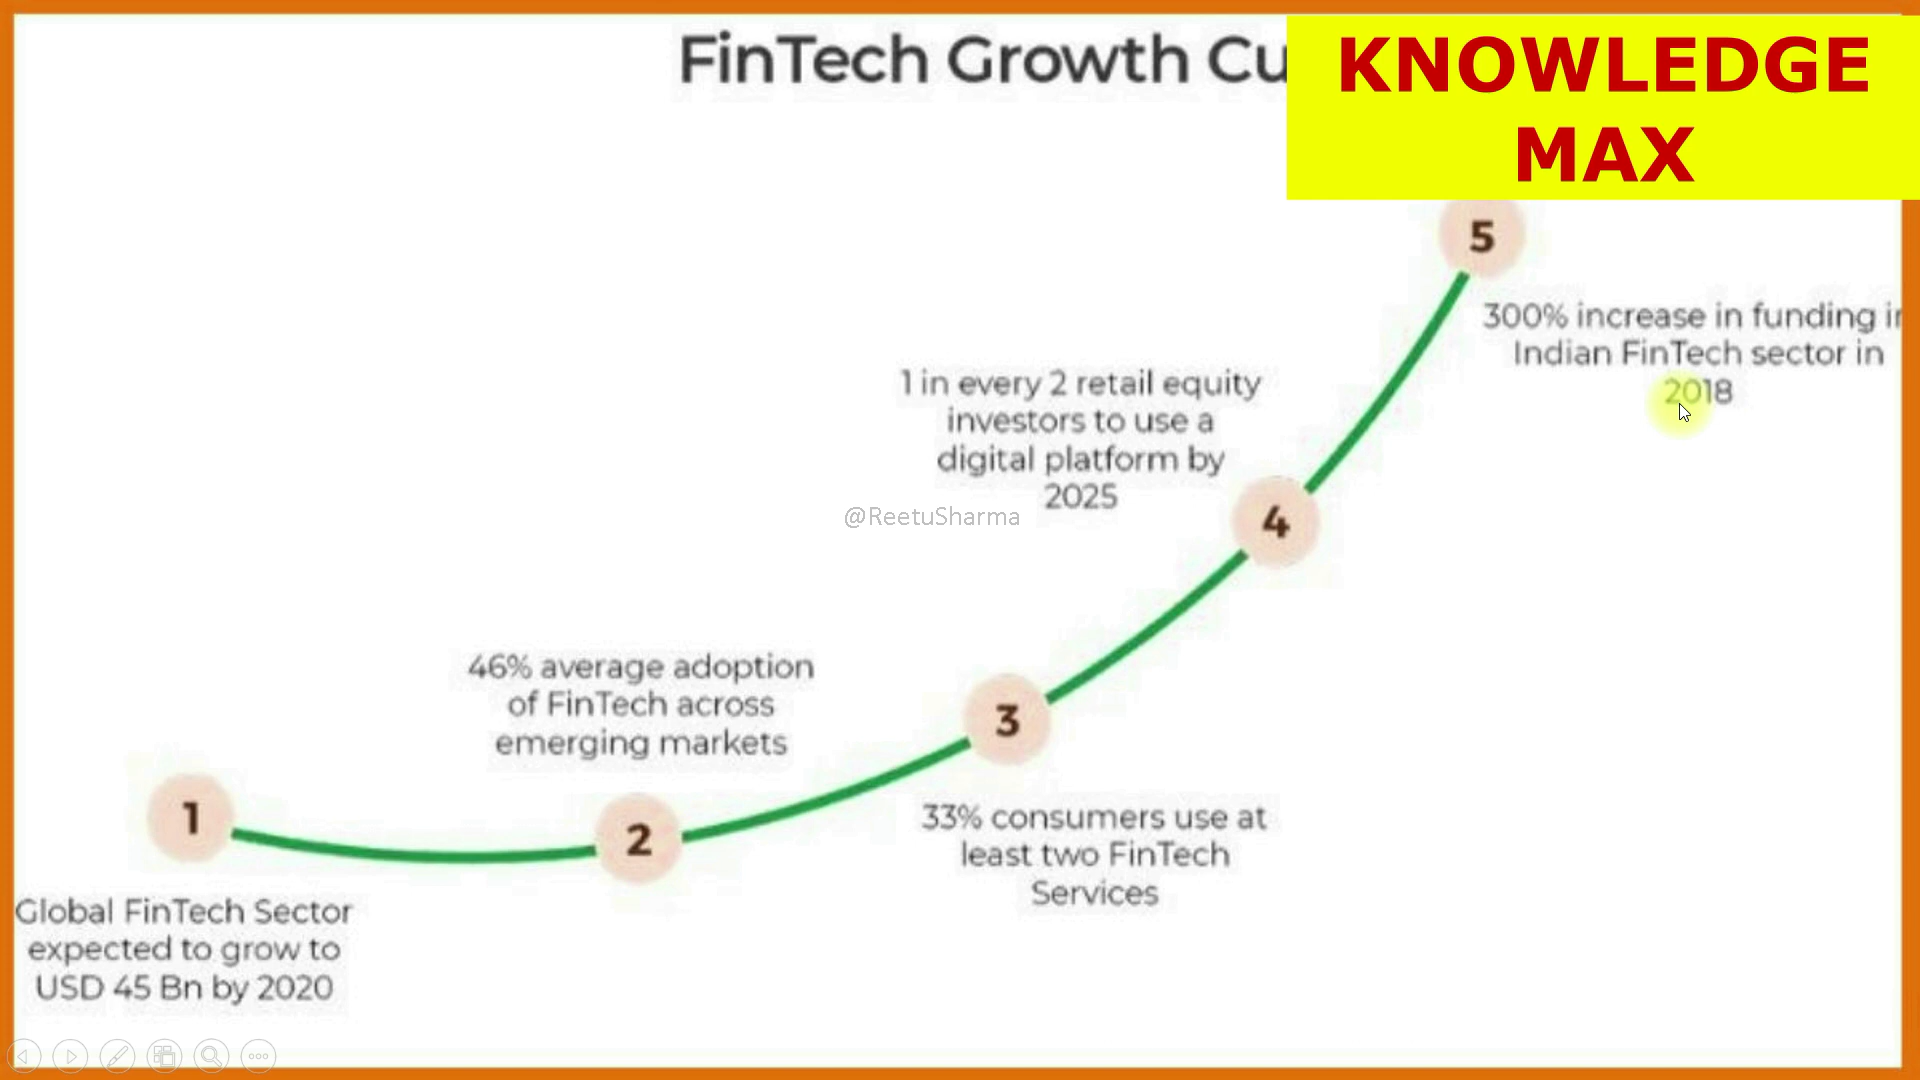 FinTech Growth Cu
KNOWLEDGE
MAX
5
300% increase in funding in
Indian FinTech sector in
2018
1 in every 2 retail equity
investors to use a
digital platform by
2025
@ReetuSharma
4
46% average adoption
of FinTech across
emerging markets
3
33% consumers use at
least two FinTech
Services
1
2
Global FinTech Sector
expected to grow to
USD 45 Bn by 2020